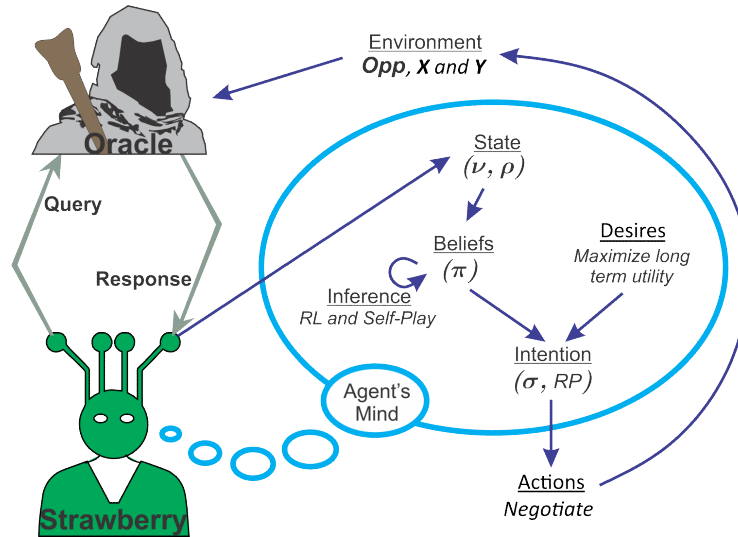 Environment
Opp, X and Y
Oracle
State
(ν, ρ)
Query
Desires
Maximize long
term utility
Beliefs
(π)
Response
Inference
RL and Self-Play
Intention
(σ, RP)
Agent's
Mind
Actions
Negotiate
Strawberry